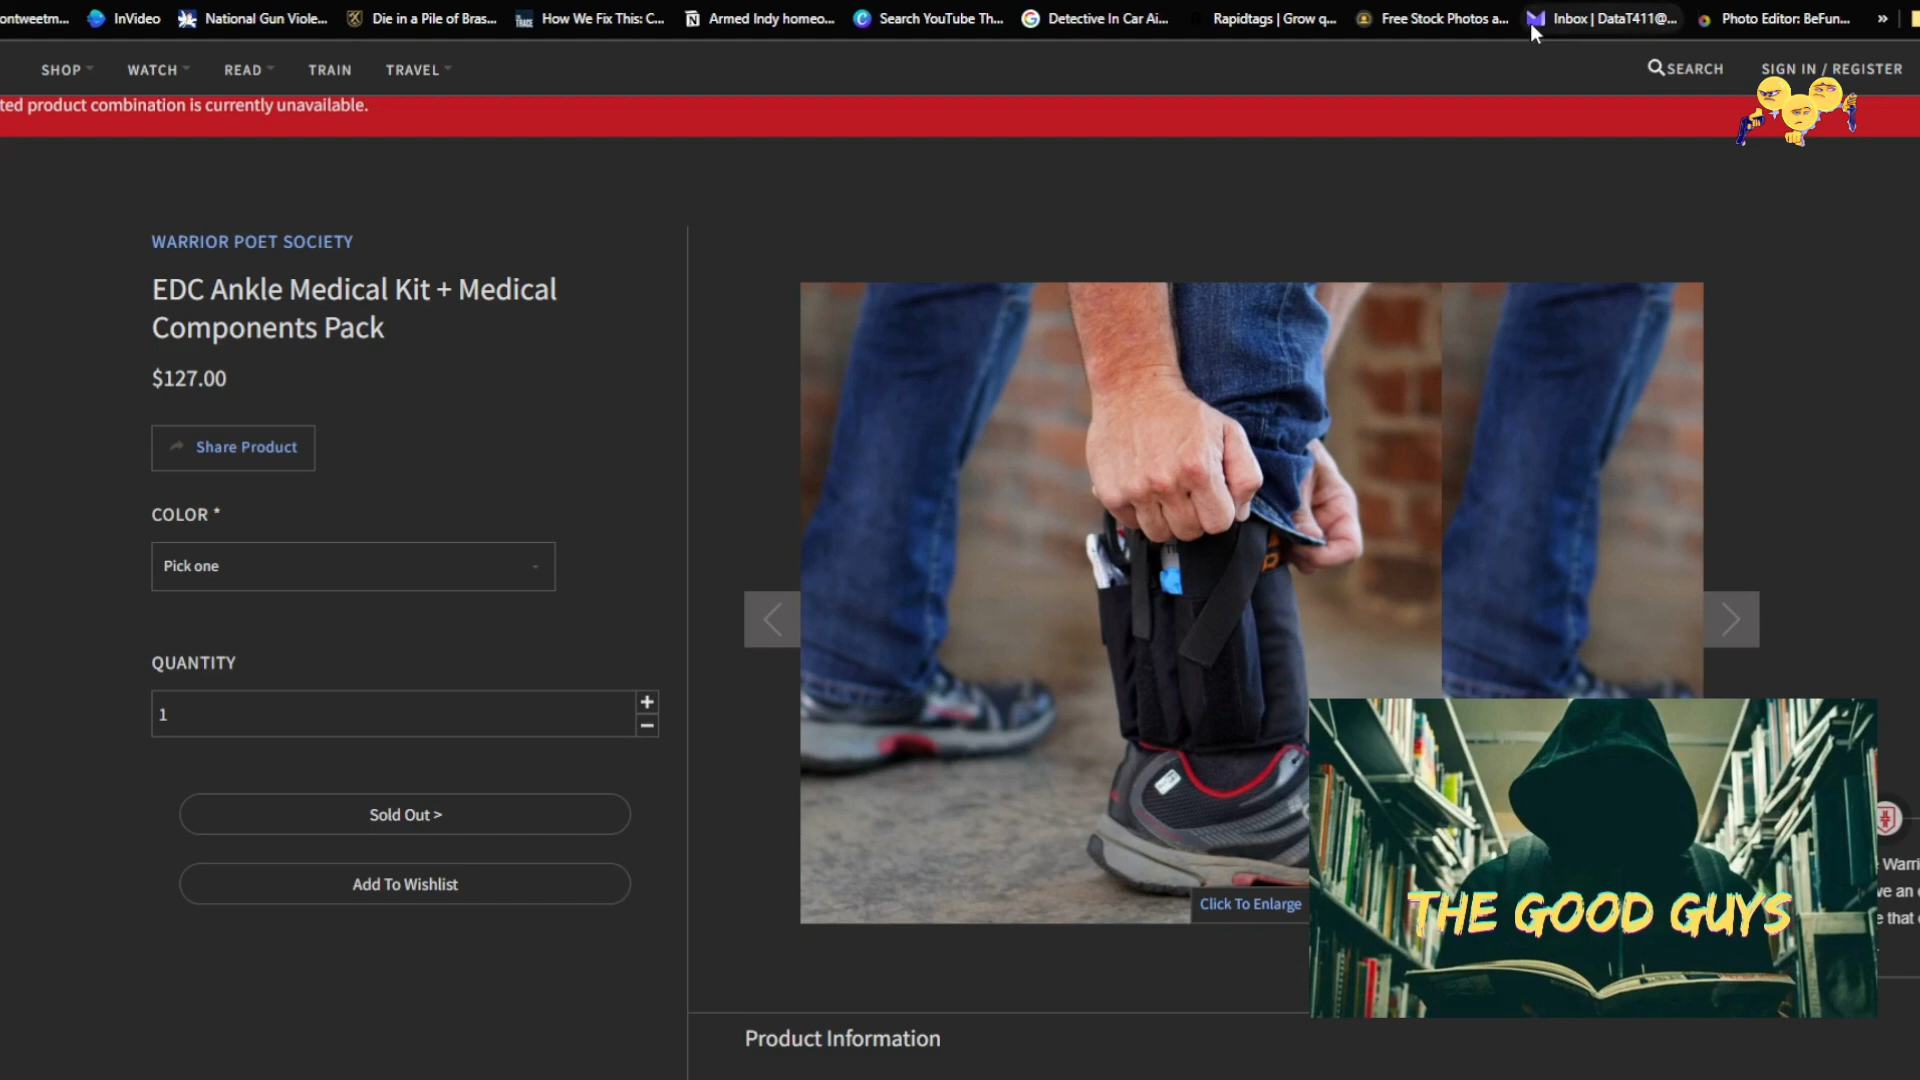 ontweetm... InVideo National Gun Viole... Die in a Pile of Bras... How We Fix This: C... Armed Indy homeo... Search YouTube Th... Detective In Car Ai... Rapidtags | Grow q... Free Stock Photos a... Inbox | DataT411@... Photo Editor: BeFun... »
SHOP WATCH READ TRAIN TRAVEL SEARCH SIGN IN / REGISTER
ted product combination is currently unavailable.
WARRIOR POET SOCIETY
EDC Ankle Medical Kit + Medical
Components Pack
$127.00
Share Product
COLOR *
Pick one
QUANTITY
1
+
−
Sold Out >
Add To Wishlist
Click To Enlarge
THE GOOD GUYS
Warri
ve an
e that
Product Information